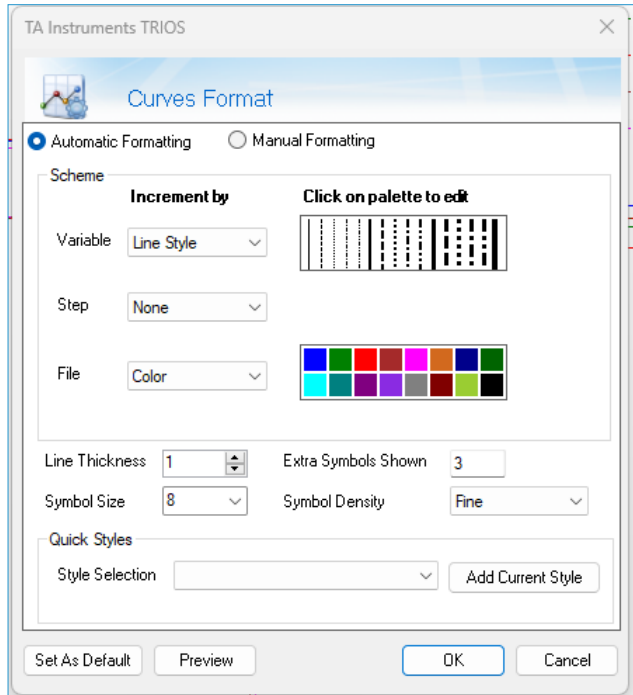 TA Instruments TRIOS
Curves Format
Automatic Formatting Manual Formatting
Scheme
Increment by Click on palette to edit
Variable Line Style
Step None
File Color
Line Thickness 1 Extra Symbols Shown 3
Symbol Size 8 Symbol Density Fine
Quick Styles
Style Selection Add Current Style
Set As Default Preview OK Cancel